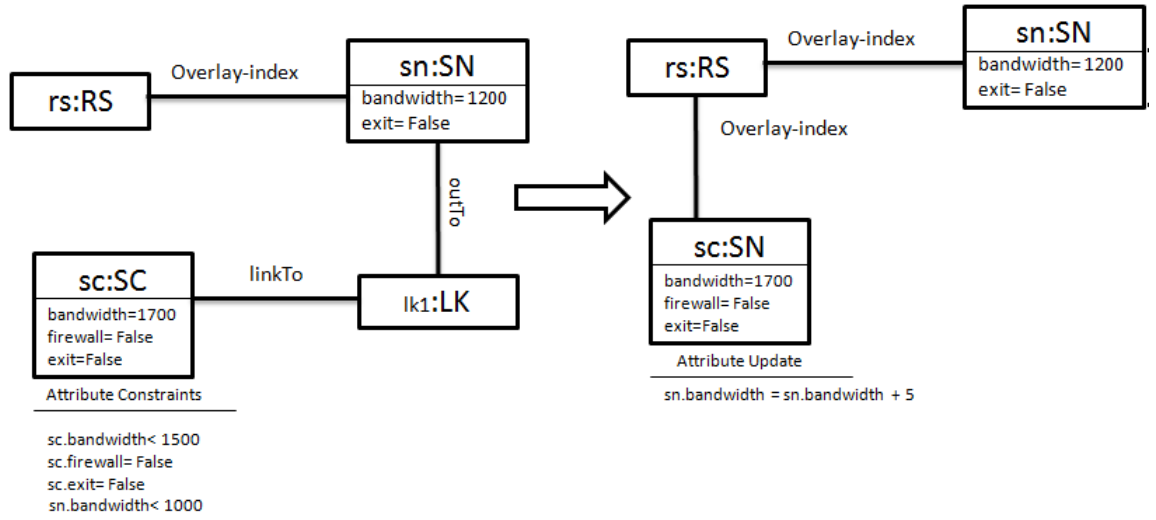 Overlay-index
sn:SN
bandwidth= 1200
exit= False
rs:RS
outTo
sc:SC
bandwidth=1700
firewall= False
exit=False
linkTo
lk1:LK
Attribute Constraints
sc.bandwidth< 1500
sc.firewall= False
sc.exit= False
sn.bandwidth< 1000
Overlay-index
sn:SN
bandwidth= 1200
exit= False
rs:RS
Overlay-index
sc:SN
bandwidth=1700
firewall= False
exit=False
Attribute Update
sn.bandwidth = sn.bandwidth + 5